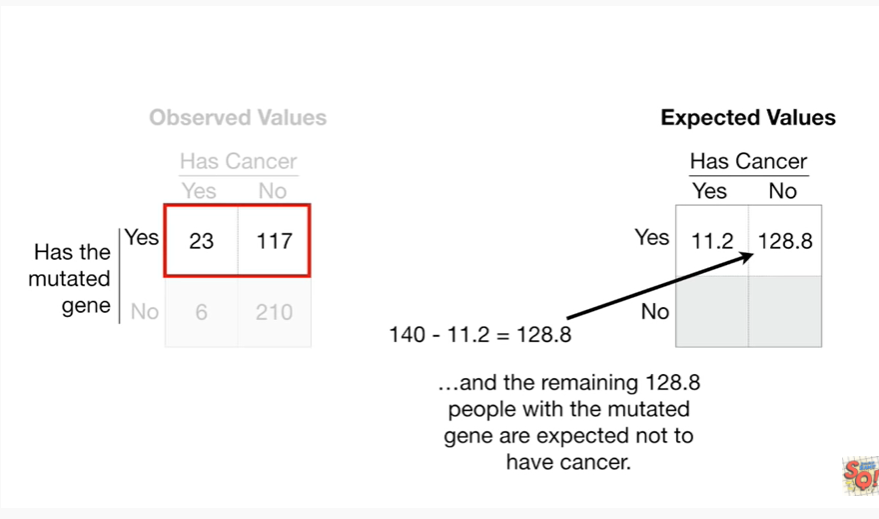 Observed Values
Expected Values
Has Cancer
Has Cancer
Yes No
Yes No
Has the
mutated
gene
Yes 23 117
No 6 210
Yes 11.2 128.8
No
140 - 11.2 = 128.8
…and the remaining 128.8
people with the mutated
gene are expected not to
have cancer.
SQ!